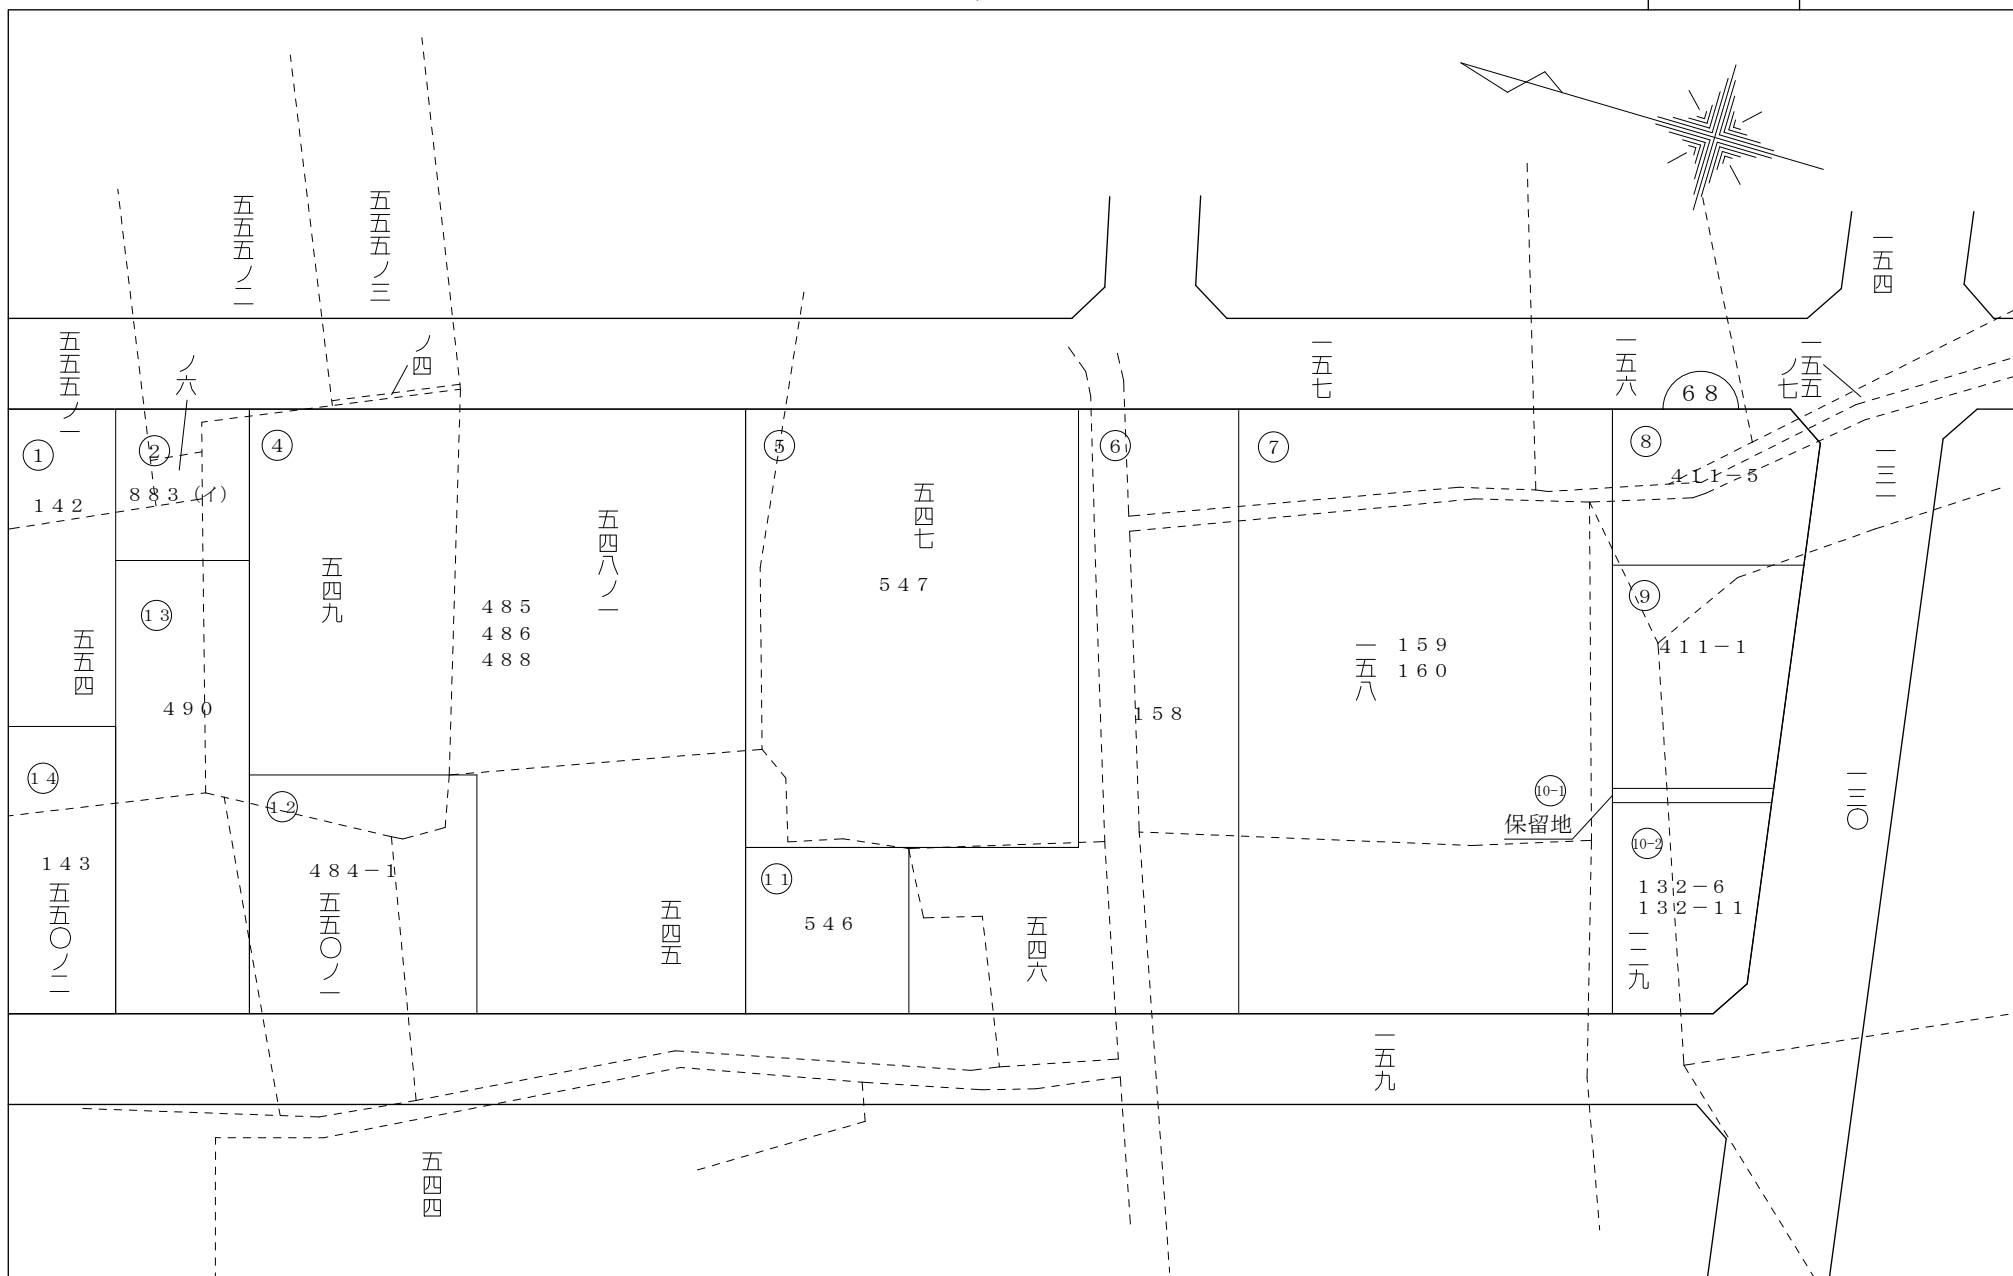 五五五ノ二
五五五ノ三
一五四
五五五ノ一
ノ六
ノ四
一五七
一五六
一五五
ノ七
６８
①
１４２
②
８８３（イ）
④
⑤
⑥
⑦
⑧
４１１－５
一三一
五四九
五四八ノ一
４８５
４８６
４８８
五四七
５４７
⑬
４９０
五五四
一五八
１５９
１６０
１５８
⑨
４１１－１
⑭
１４３
五五〇ノ二
⑫
４８４－１
五五〇ノ一
五四五
⑪
５４６
五四六
10-1
保留地
10-2
１３２－６
１３２－１１
一二九
一三〇
一五九
五四四